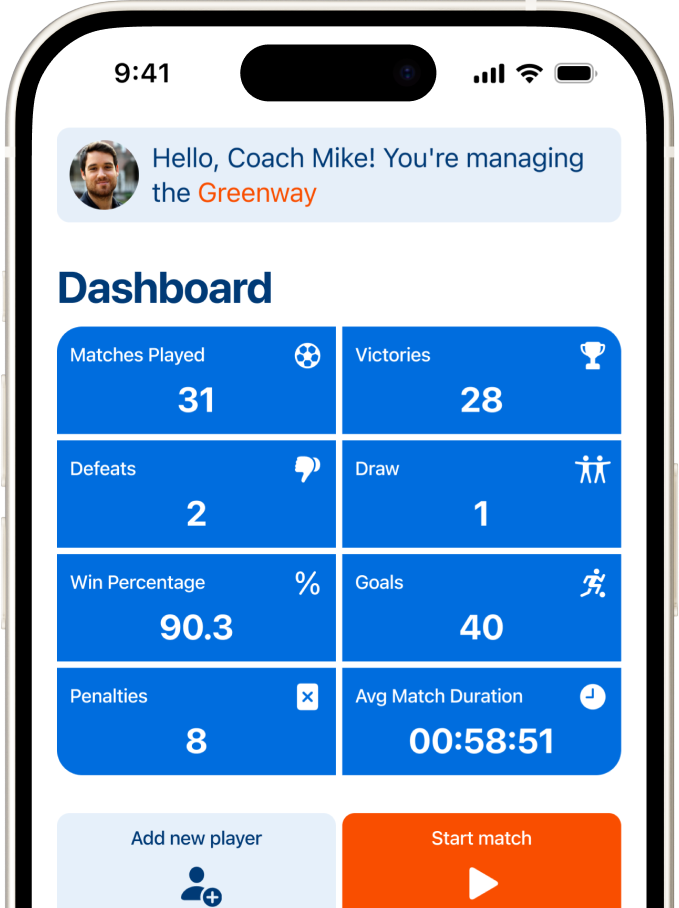 9:41
Hello, Coach Mike! You're managing
the Greenway
Dashboard
Matches Played
31
Victories
28
Defeats
2
Draw
1
Win Percentage
%
90.3
Goals
40
Penalties
8
Avg Match Duration
00:58:51
Add new player
Start match